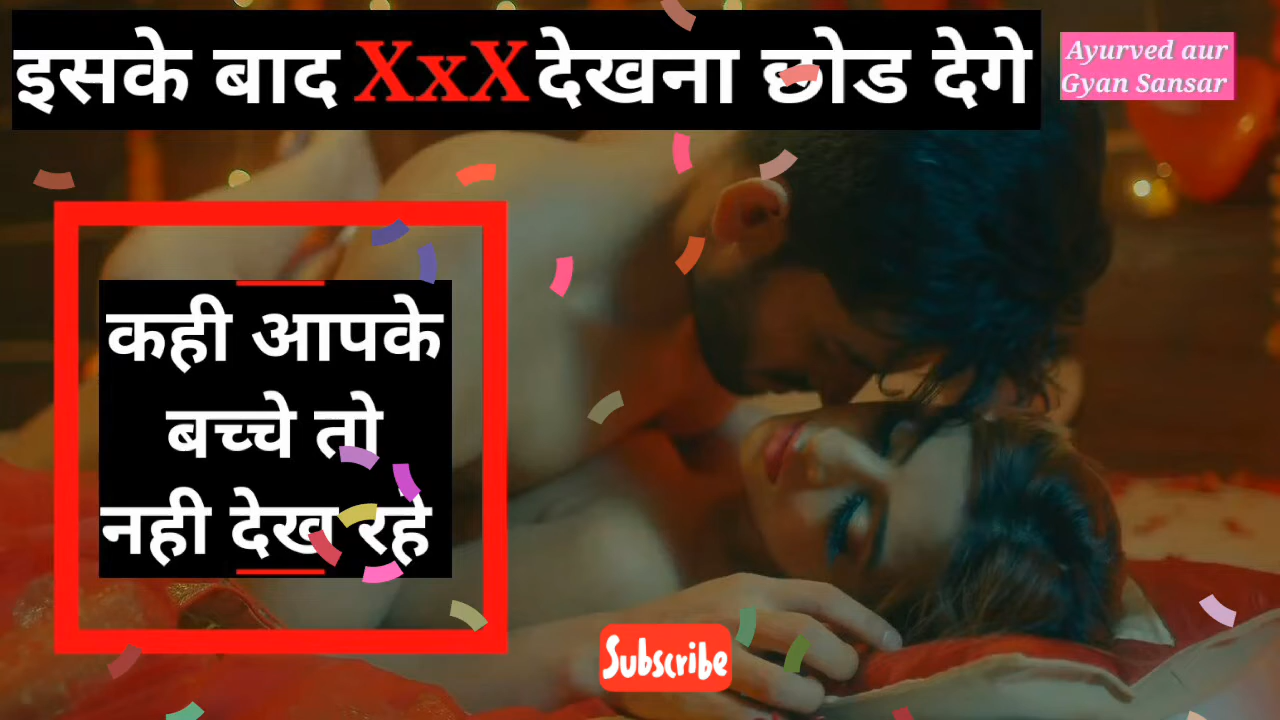 इसके बाद XxX देखना छोड देगे
Ayurved aur
Gyan Sansar
कही आपके
बच्चे तो
नही देख रहे
Subscribe